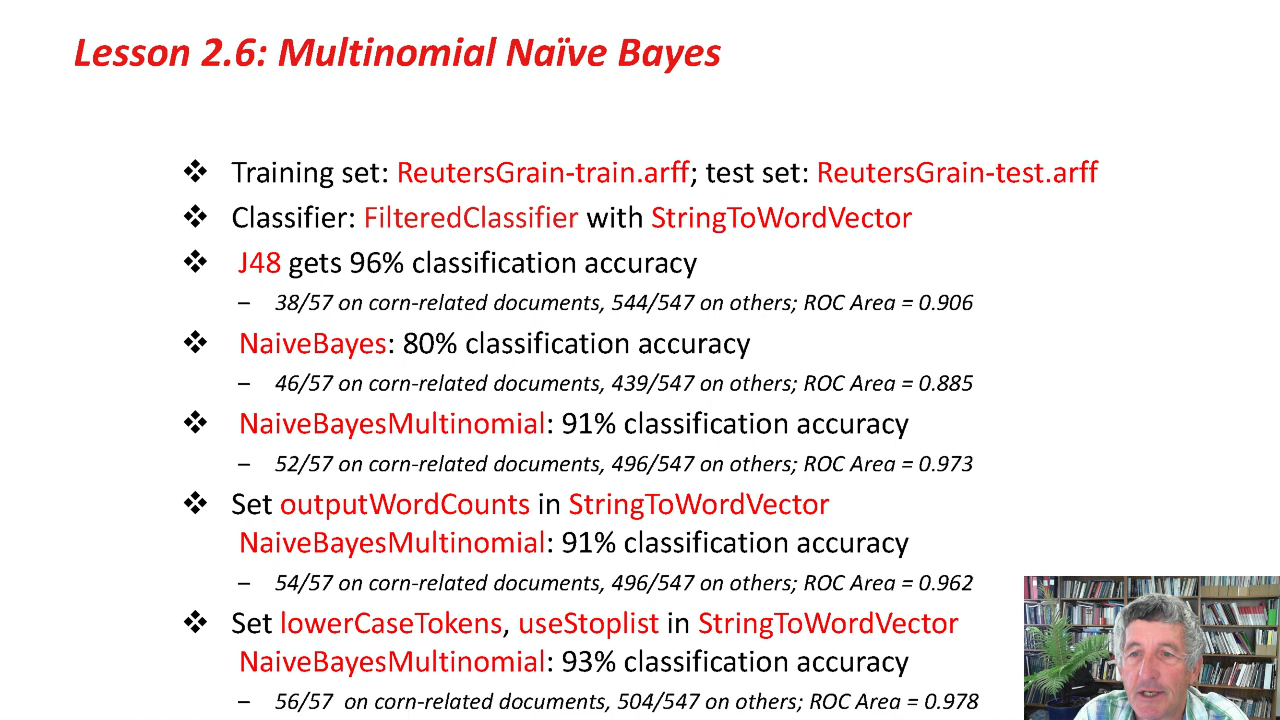 Lesson 2.6: Multinomial Naïve Bayes
❖ Training set: ReutersGrain-train.arff; test set: ReutersGrain-test.arff
❖ Classifier: FilteredClassifier with StringToWordVector
❖ J48 gets 96% classification accuracy
– 38/57 on corn-related documents, 544/547 on others; ROC Area = 0.906
❖ NaiveBayes: 80% classification accuracy
– 46/57 on corn-related documents, 439/547 on others; ROC Area = 0.885
❖ NaiveBayesMultinomial: 91% classification accuracy
– 52/57 on corn-related documents, 496/547 on others; ROC Area = 0.973
❖ Set outputWordCounts in StringToWordVector
NaiveBayesMultinomial: 91% classification accuracy
– 54/57 on corn-related documents, 496/547 on others; ROC Area = 0.962
❖ Set lowerCaseTokens, useStoplist in StringToWordVector
NaiveBayesMultinomial: 93% classification accuracy
– 56/57 on corn-related documents, 504/547 on others; ROC Area = 0.978